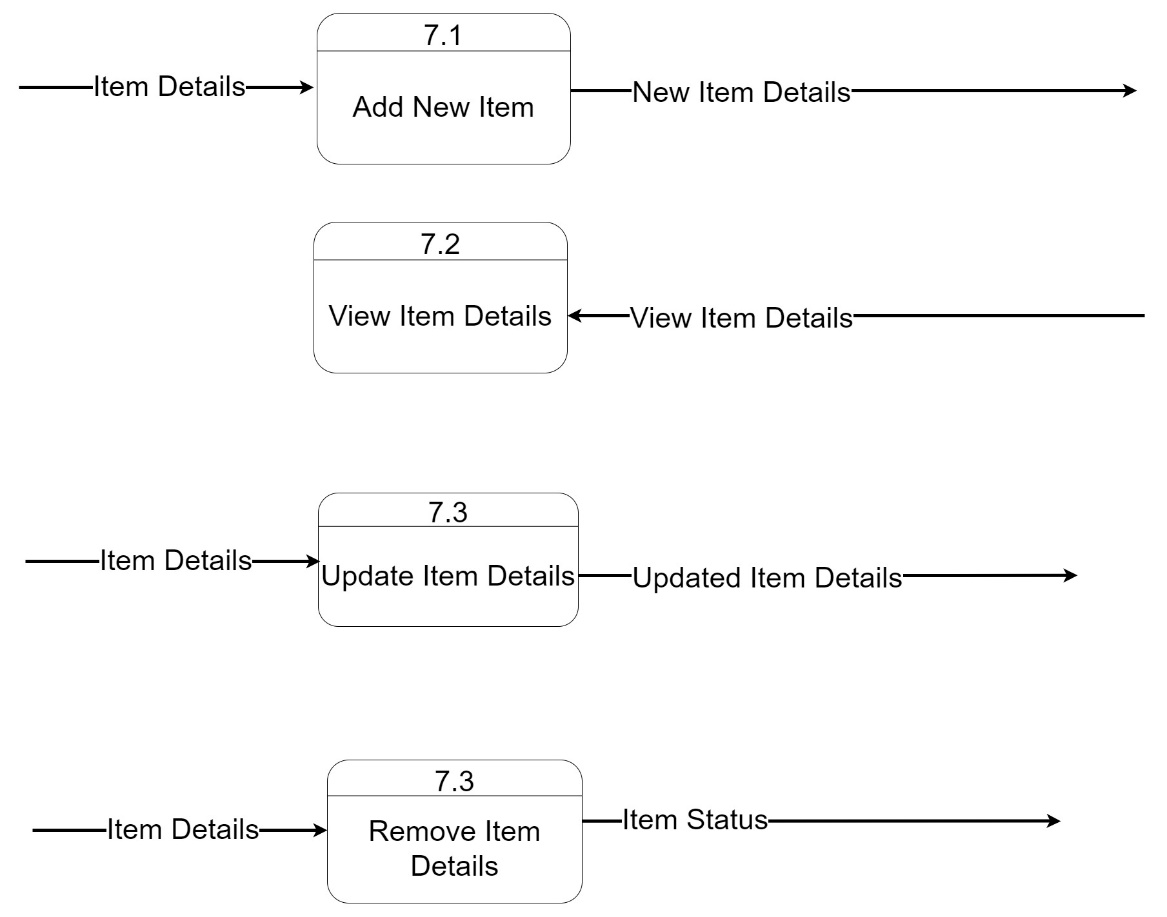 7.1
Item Details
Add New Item
New Item Details
7.2
View Item Details
View Item Details
7.3
Item Details
Update Item Details
Updated Item Details
7.3
Item Details
Remove Item
Details
Item Status